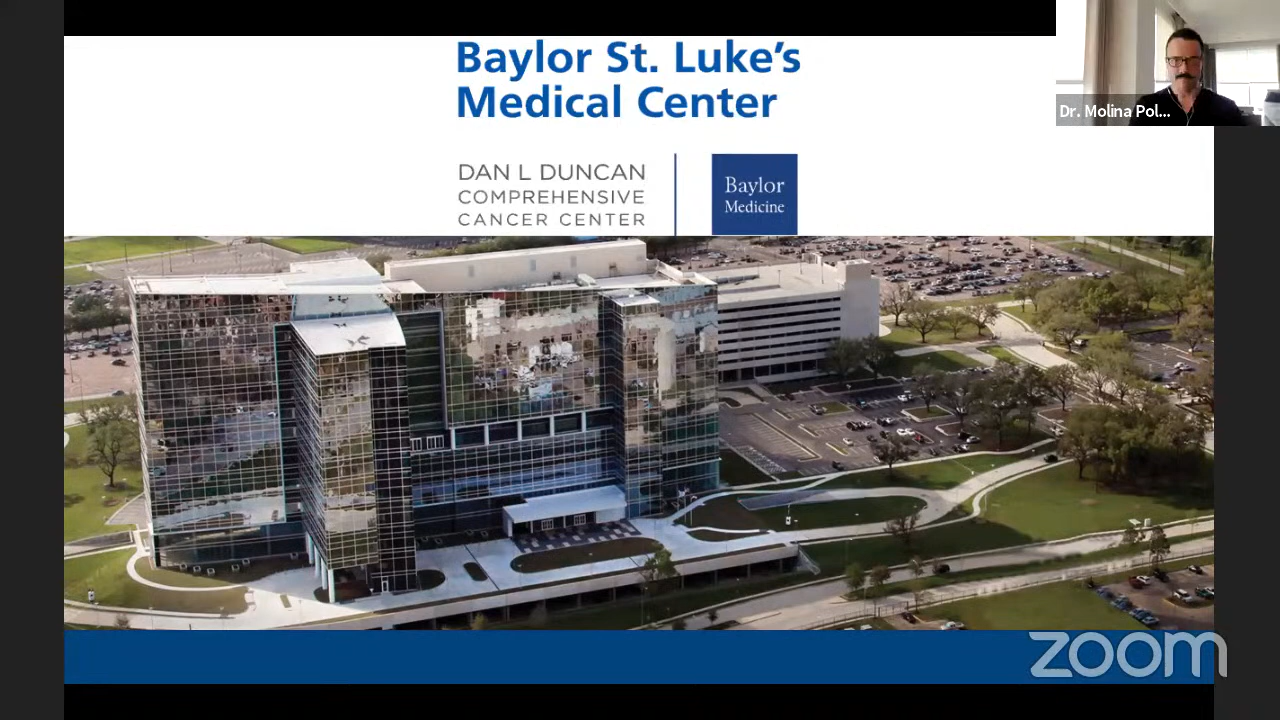 Baylor St. Luke's
Medical Center
DAN L DUNCAN
COMPREHENSIVE
CANCER CENTER
Baylor
Medicine
Dr. Molina Pol...
zoom